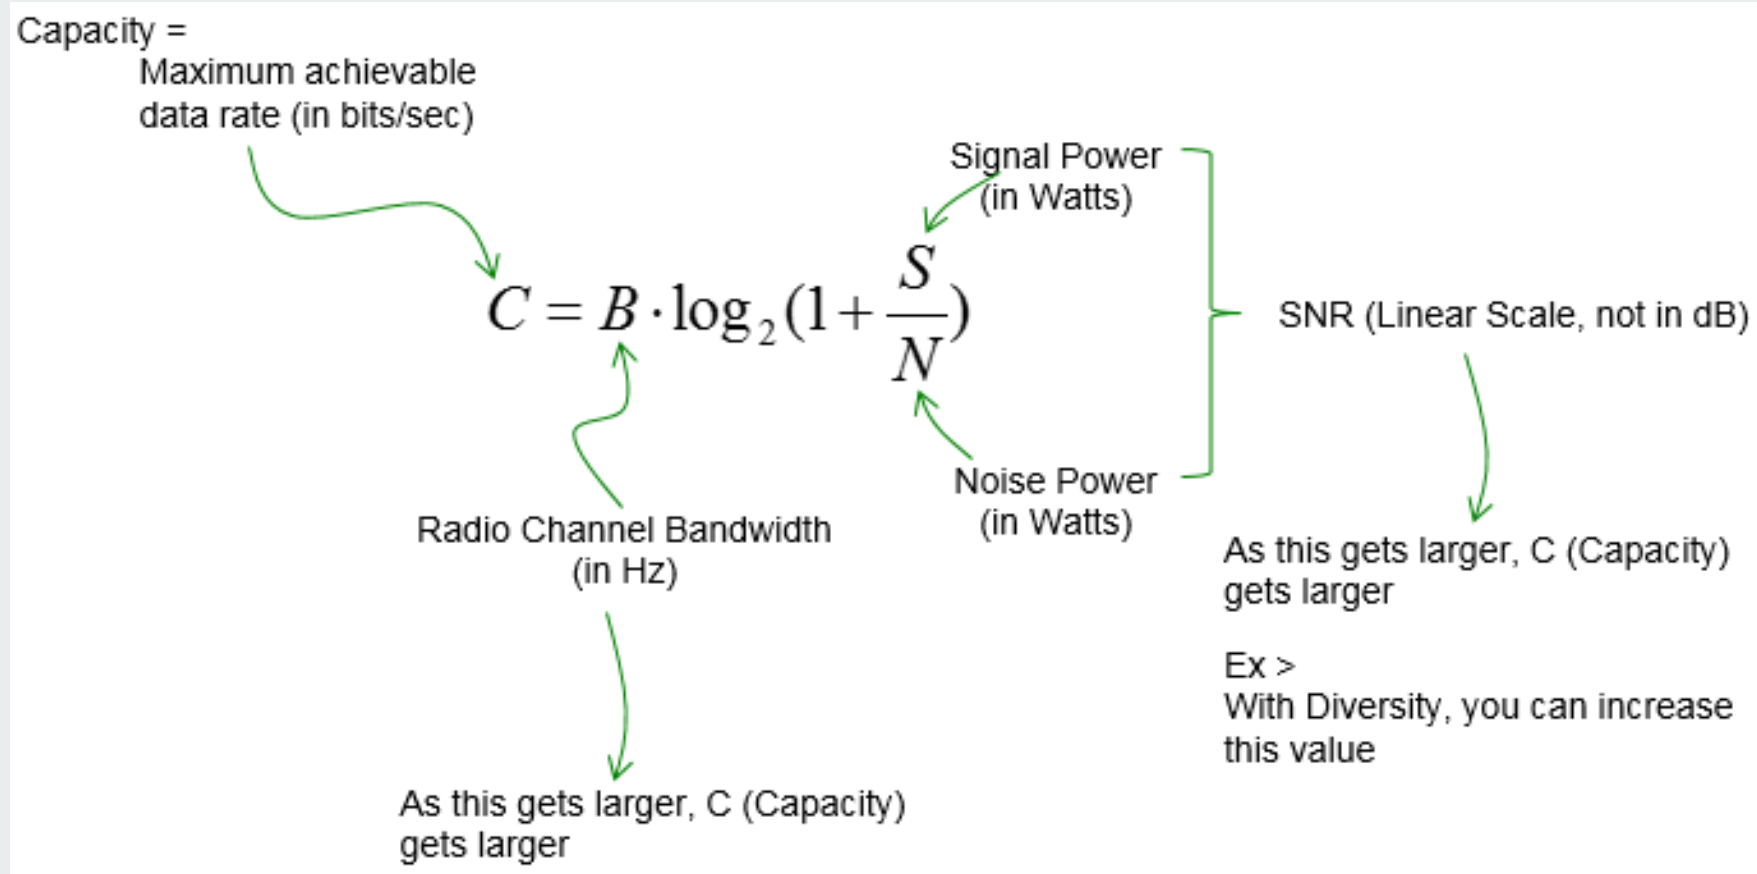 Capacity =
Maximum achievable
data rate (in bits/sec)
Signal Power
(in Watts)
C = B · log₂(1 + S/N)
SNR (Linear Scale, not in dB)
Noise Power
(in Watts)
Radio Channel Bandwidth
(in Hz)
As this gets larger, C (Capacity)
gets larger
Ex >
With Diversity, you can increase
this value
As this gets larger, C (Capacity)
gets larger